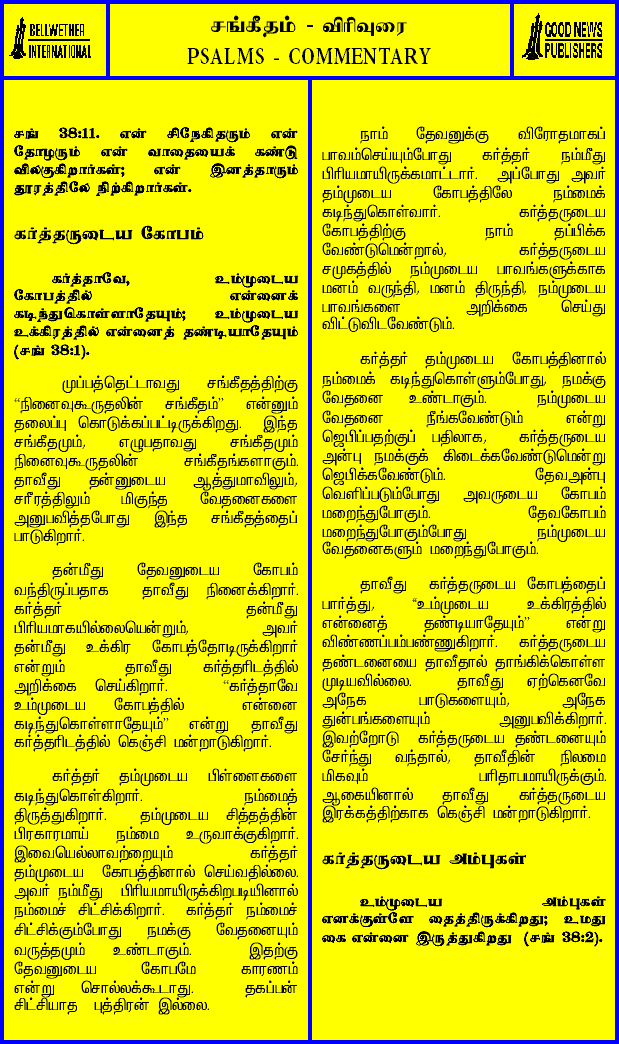 BELLWETHER
INTERNATIONAL
சங்கீதம் - விரிவுரை
PSALMS - COMMENTARY
GOOD NEWS
PUBLISHERS
சங் 38:11. என் சிநேகிதரும் என்
தோழரும் என் வாதையைக் கண்டு
விலகுகிறார்கள்; என் இனத்தாரும்
தூரத்திலே நிற்கிறார்கள்.
கர்த்தருடைய கோபம்
கர்த்தாவே, உம்முடைய
கோபத்தில் என்னைக்
கடிந்துகொள்ளாதேயும்; உம்முடைய
உக்கிரத்தில் என்னைத் தண்டியாதேயும்
(சங் 38:1).
முப்பத்தெட்டாவது சங்கீதத்திற்கு
“நினைவுகூருதலின் சங்கீதம்” என்னும்
தலைப்பு கொடுக்கப்பட்டிருக்கிறது. இந்த
சங்கீதமும், எழுபதாவது சங்கீதமும்
நினைவுகூருதலின் சங்கீதங்களாகும்.
தாவீது தன்னுடைய ஆத்துமாவிலும்,
சரீரத்திலும் மிகுந்த வேதனைகளை
அனுபவித்தபோது இந்த சங்கீதத்தைப்
பாடுகிறார்.
தன்மீது தேவனுடைய கோபம்
வந்திருப்பதாக தாவீது நினைக்கிறார்.
கர்த்தர் தன்மீது
பிரியமாகயில்லையென்றும், அவர்
தன்மீது உக்கிர கோபத்தோடிருக்கிறார்
என்றும் தாவீது கர்த்தரிடத்தில்
அறிக்கை செய்கிறார். “கர்த்தாவே
உம்முடைய கோபத்தில் என்னை
கடிந்துகொள்ளாதேயும்” என்று தாவீது
கர்த்தரிடத்தில் கெஞ்சி மன்றாடுகிறார்.
கர்த்தர் தம்முடைய பிள்ளைகளை
கடிந்துகொள்கிறார். நம்மைத்
திருத்துகிறார். தம்முடைய சித்தத்தின்
பிரகாரமாய் நம்மை உருவாக்குகிறார்.
இவையெல்லாவற்றையும் கர்த்தர்
தம்முடைய கோபத்தினால் செய்வதில்லை.
அவர் நம்மீது பிரியமாயிருக்கிறபடியினால்
நம்மைச் சிட்சிக்கிறார். கர்த்தர் நம்மைச்
சிட்சிக்கும்போது நமக்கு வேதனையும்
வருத்தமும் உண்டாகும். இதற்கு
தேவனுடைய கோபமே காரணம்
என்று சொல்லக்கூடாது. தகப்பன்
சிட்சியாத புத்திரன் இல்லை.
நாம் தேவனுக்கு விரோதமாகப்
பாவம்செய்யும்போது கர்த்தர் நம்மீது
பிரியமாயிருக்கமாட்டார். அப்போது அவர்
தம்முடைய கோபத்திலே நம்மைக்
கடிந்துகொள்வார். கர்த்தருடைய
கோபத்திற்கு நாம் தப்பிக்க
வேண்டுமென்றால், கர்த்தருடைய
சமுகத்தில் நம்முடைய பாவங்களுக்காக
மனம் வருந்தி, மனம் திருந்தி, நம்முடைய
பாவங்களை அறிக்கை செய்து
விட்டுவிடவேண்டும்.
கர்த்தர் தம்முடைய கோபத்தினால்
நம்மைக் கடிந்துகொள்ளும்போது, நமக்கு
வேதனை உண்டாகும். நம்முடைய
வேதனை நீங்கவேண்டும் என்று
ஜெபிப்பதற்குப் பதிலாக, கர்த்தருடைய
அன்பு நமக்குக் கிடைக்கவேண்டுமென்று
ஜெபிக்கவேண்டும். தேவஅன்பு
வெளிப்படும்போது அவருடைய கோபம்
மறைந்துபோகும். தேவகோபம்
மறைந்துபோகும்போது நம்முடைய
வேதனைகளும் மறைந்துபோகும்.
தாவீது கர்த்தருடைய கோபத்தைப்
பார்த்து, “உம்முடைய உக்கிரத்தில்
என்னைத் தண்டியாதேயும்” என்று
விண்ணப்பம்பண்ணுகிறார். கர்த்தருடைய
தண்டனையை தாவீதால் தாங்கிக்கொள்ள
முடியவில்லை. தாவீது ஏற்கெனவே
அநேக பாடுகளையும், அநேக
துன்பங்களையும் அனுபவிக்கிறார்.
இவற்றோடு கர்த்தருடைய தண்டனையும்
சேர்ந்து வந்தால், தாவீதின் நிலமை
மிகவும் பரிதாபமாயிருக்கும்.
ஆகையினால் தாவீது கர்த்தருடைய
இரக்கத்திற்காக கெஞ்சி மன்றாடுகிறார்.
கர்த்தருடைய அம்புகள்
உம்முடைய அம்புகள்
எனக்குள்ளே தைத்திருக்கிறது; உமது
கை என்னை இருத்துகிறது (சங் 38:2).